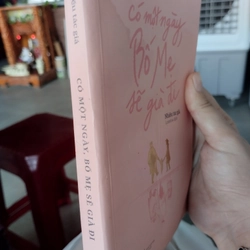 Có một ngày,
Bố Mẹ
sẽ già đi
CÓ MỘT NGÀY, BỐ MẸ SẼ GIÀ ĐI